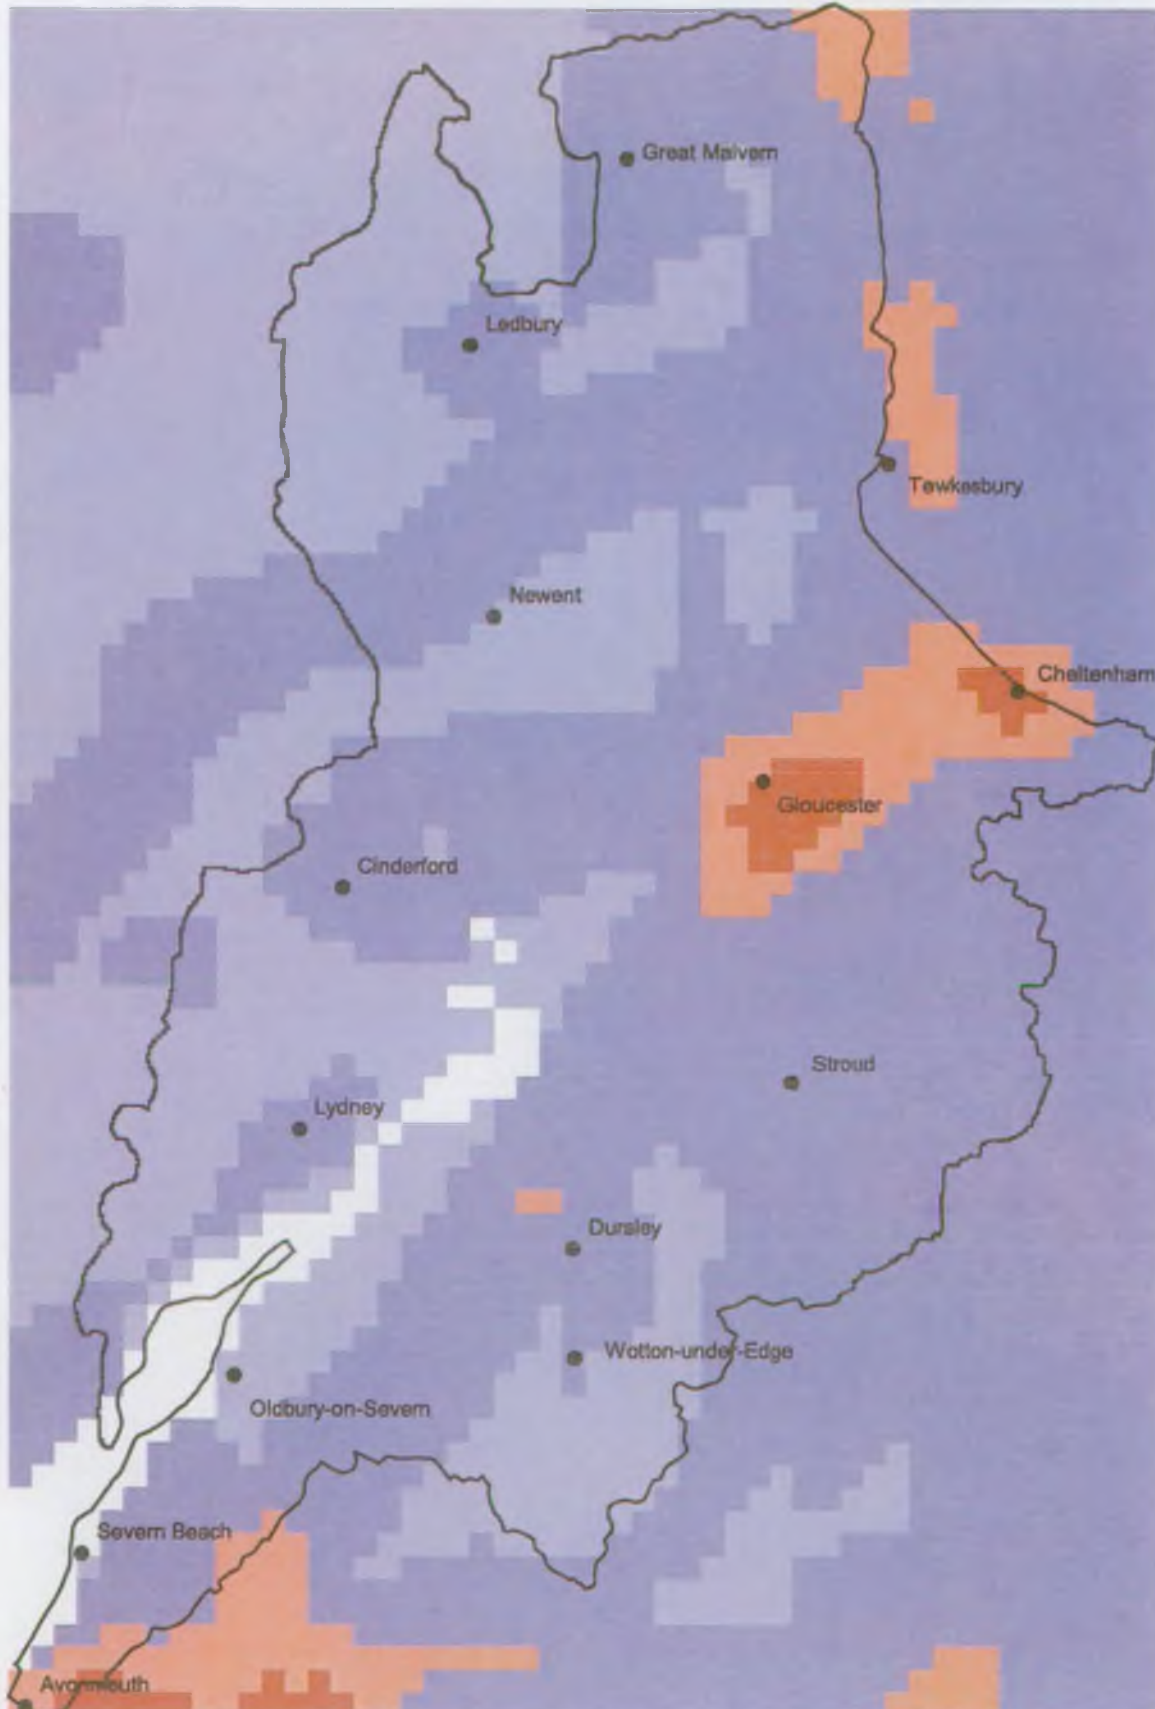 Great Malvern
Ledbury
Tewkesbury
Newent
Cheltenham
Gloucester
Cinderford
Stroud
Lydney
Dursley
Wotton-under-Edge
Oldbury-on-Severn
Severn Beach
Avonmouth